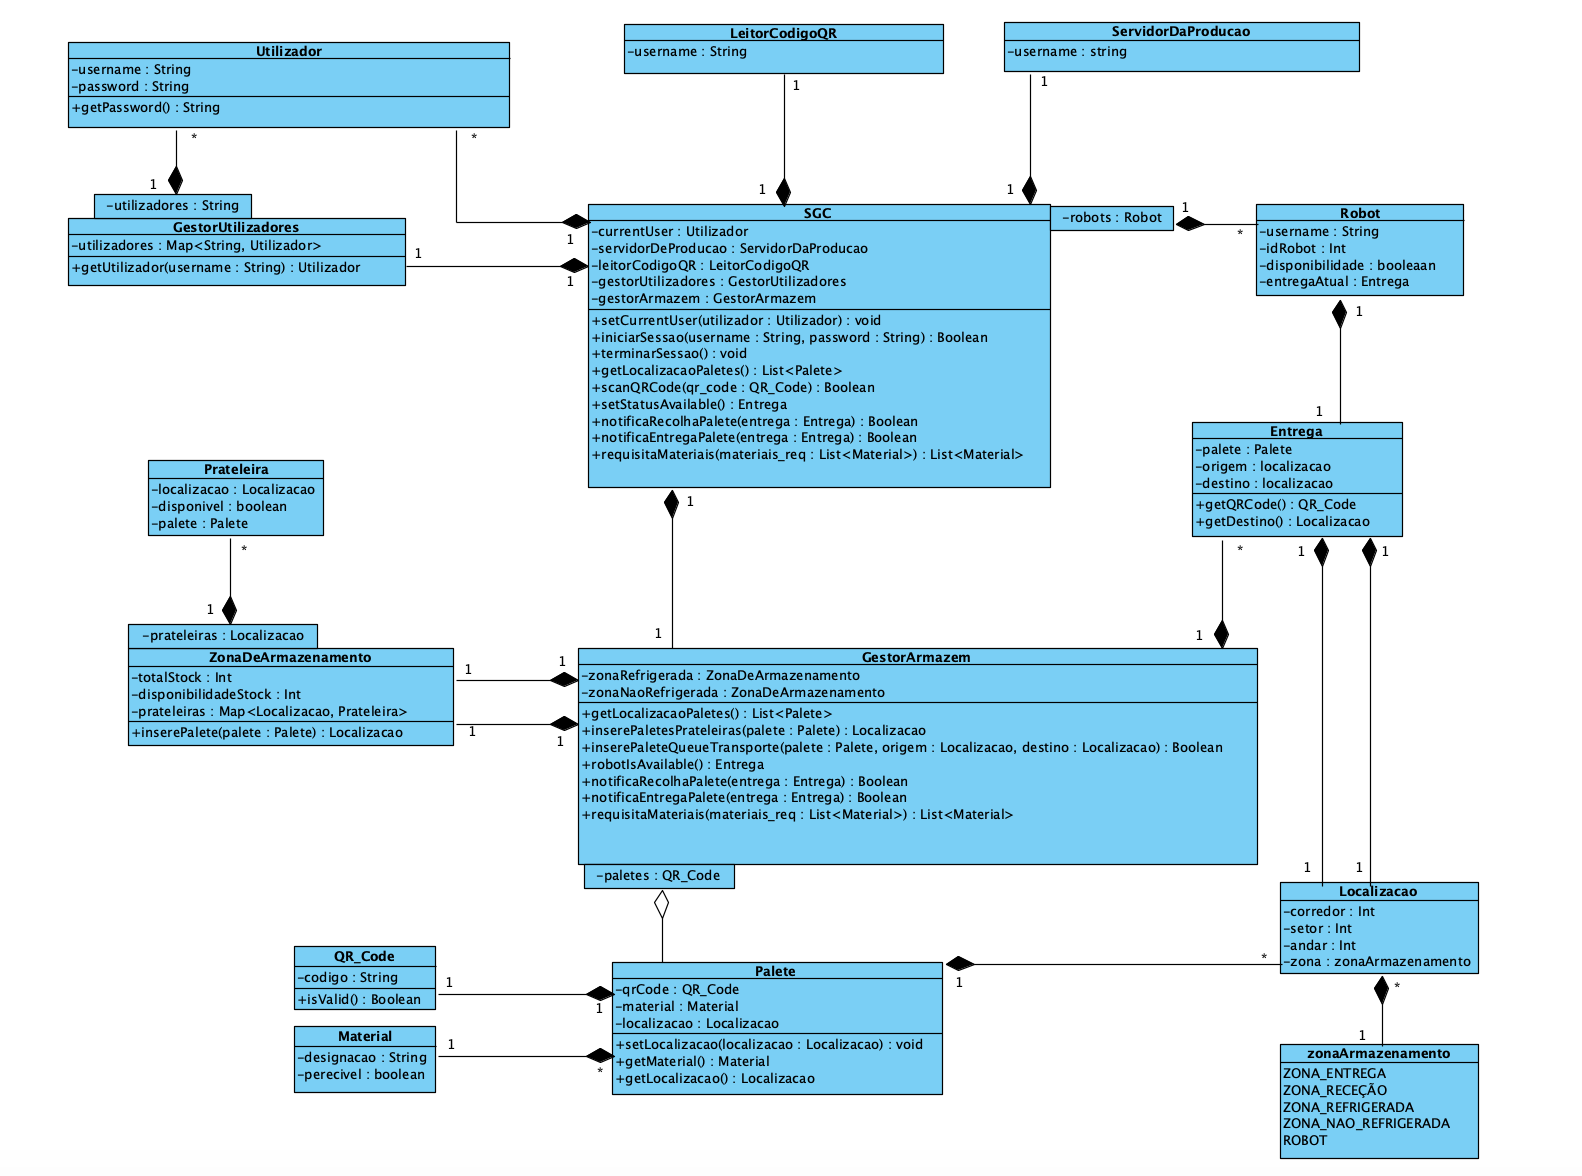 LeitorCodigoQR
-username : String
ServidorDaProducao
-username : string
Utilizador
-username : String
-password : String
+getPassword() : String
1
1
*
*
1
1
1
-utilizadores : String
GestorUtilizadores
-utilizadores : Map<String, Utilizador>
+getUtilizador(username : String) : Utilizador
1
1
1
SGC
-currentUser : Utilizador
-servidorDeProducao : ServidorDaProducao
-leitorCodigoQR : LeitorCodigoQR
-gestorUtilizadores : GestorUtilizadores
-gestorArmazem : GestorArmazem
+setCurrentUser(utilizador : Utilizador) : void
+iniciarSessao(username : String, password : String) : Boolean
+terminarSessao() : void
+getLocalizacaoPaletes() : List<Palete>
+scanQRCode(qr_code : QR_Code) : Boolean
+setStatusAvailable() : Entrega
+notificaRecolhaPalete(entrega : Entrega) : Boolean
+notificaEntregaPalete(entrega : Entrega) : Boolean
+requisitaMateriais(materiais_req : List<Material>) : List<Material>
-robots : Robot
1
*
Robot
-username : String
-idRobot : Int
-disponibilidade : booleaan
-entregaAtual : Entrega
1
1
Entrega
-palete : Palete
-origem : localizacao
-destino : localizacao
+getQRCode() : QR_Code
+getDestino() : Localizacao
1
*
1
1
Prateleira
-localizacao : Localizacao
-disponivel : boolean
-palete : Palete
*
1
-prateleiras : Localizacao
ZonaDeArmazenamento
-totalStock : Int
-disponibilidadeStock : Int
-prateleiras : Map<Localizacao, Prateleira>
+inserePalete(palete : Palete) : Localizacao
1
1
1
1
1
1
GestorArmazem
-zonaRefrigerada : ZonaDeArmazenamento
-zonaNaoRefrigerada : ZonaDeArmazenamento
+getLocalizacaoPaletes() : List<Palete>
+inserePaletesPrateleiras(palete : Palete) : Localizacao
+inserePaleteQueueTransporte(palete : Palete, origem : Localizacao, destino : Localizacao) : Boolean
+robotIsAvailable() : Entrega
+notificaRecolhaPalete(entrega : Entrega) : Boolean
+notificaEntregaPalete(entrega : Entrega) : Boolean
+requisitaMateriais(materiais_req : List<Material>) : List<Material>
-paletes : QR_Code
1
1
Localizacao
-corredor : Int
-setor : Int
-andar : Int
-zona : zonaArmazenamento
QR_Code
-codigo : String
+isValid() : Boolean
1
1
Material
-designacao : String
-perecivel : boolean
1
*
Palete
-qrCode : QR_Code
-material : Material
-localizacao : Localizacao
+setLocalizacao(localizacao : Localizacao) : void
+getMaterial() : Material
+getLocalizacao() : Localizacao
1
*
*
1
zonaArmazenamento
ZONA_ENTREGA
ZONA_RECEÇÃO
ZONA_REFRIGERADA
ZONA_NAO_REFRIGERADA
ROBOT